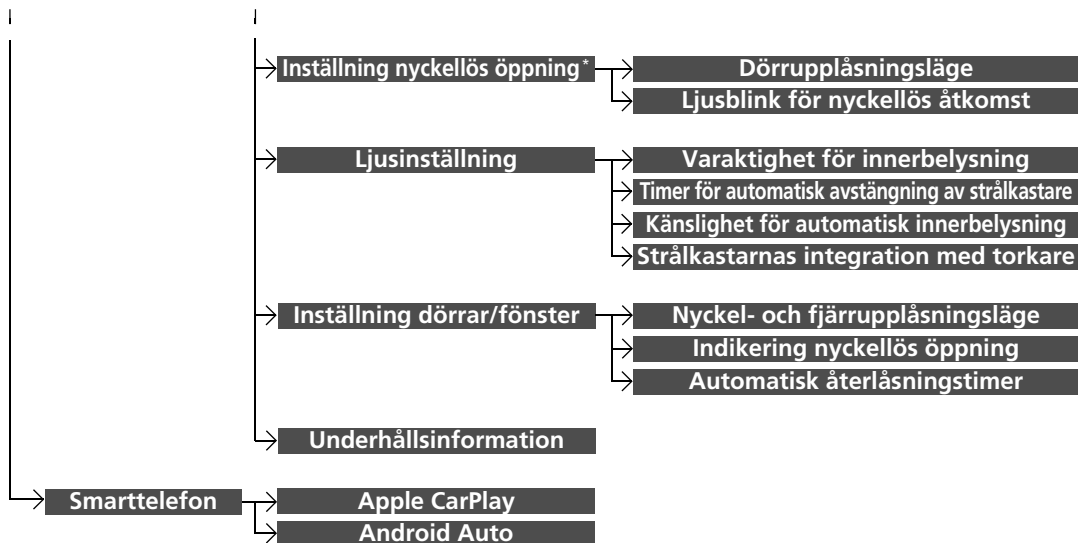 Inställning nyckellös öppning*
Dörrupplåsningsläge
Ljusblink för nyckellös åtkomst
Ljusinställning
Varaktighet för innerbelysning
Timer för automatisk avstängning av strålkastare
Känslighet för automatisk innerbelysning
Strålkastarnas integration med torkare
Inställning dörrar/fönster
Nyckel- och fjärrupplåsningsläge
Indikering nyckellös öppning
Automatisk återlåsningstimer
Underhållsinformation
Smarttelefon
Apple CarPlay
Android Auto